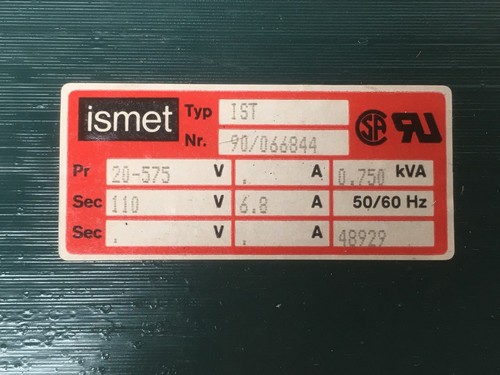 ismet Typ IST
Nr. 90/066844
Pr 20-575 V . A 0.750 kVA
Sec 110 V 6.8 A 50/60 Hz
Sec . V . A 48929